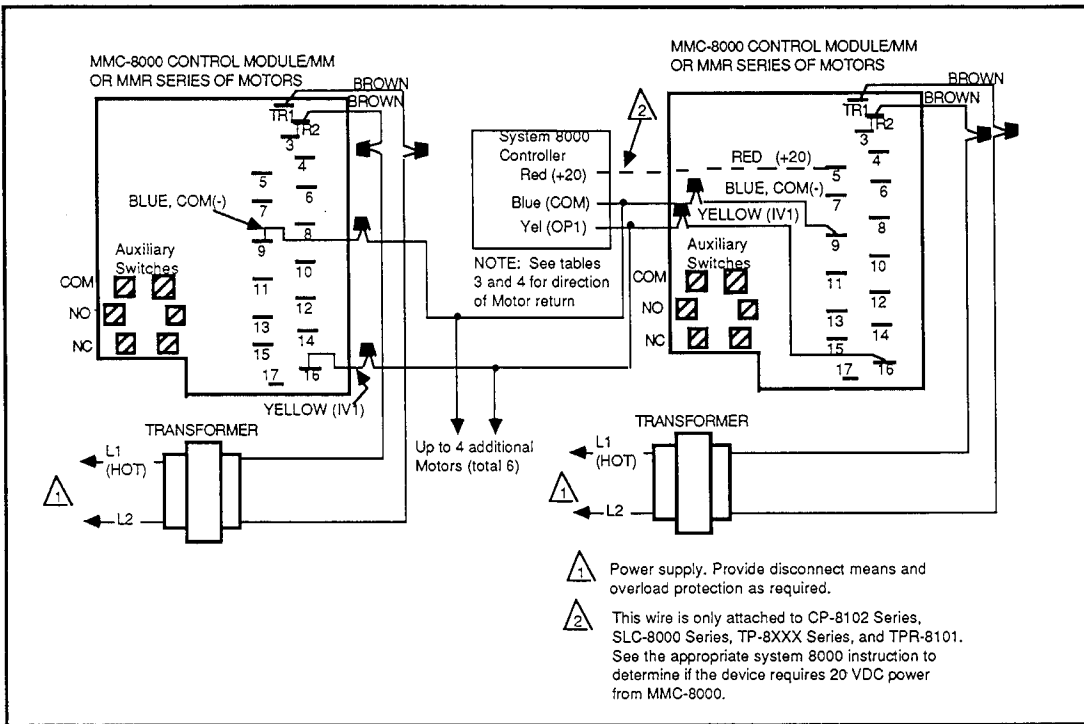 MMC-8000 CONTROL MODULE/MM
OR MMR SERIES OF MOTORS
BROWN
BROWN
TR1
TR2
3
4
5
6
7
8
BLUE, COM(-)
9
10
11
12
13
14
15
16
17
Auxiliary
Switches
COM
NO
NC
YELLOW (IV1)
TRANSFORMER
L1
(HOT)
1
L2
Up to 4 additional
Motors (total 6)
2
System 8000
Controller
Red (+20)
Blue (COM)
Yel (OP1)
NOTE: See tables
3 and 4 for direction
of Motor return
MMC-8000 CONTROL MODULE/MM
OR MMR SERIES OF MOTORS
BROWN
BROWN
TR1
TR2
3
4
RED (+20)
5
6
BLUE, COM(-)
7
YELLOW (IV1)
8
9
10
11
12
13
14
15
16
17
Auxiliary
Switches
COM
NO
NC
TRANSFORMER
L1
(HOT)
1
L2
1 Power supply. Provide disconnect means and
overload protection as required.
2 This wire is only attached to CP-8102 Series,
SLC-8000 Series, TP-8XXX Series, and TPR-8101.
See the appropriate system 8000 instruction to
determine if the device requires 20 VDC power
from MMC-8000.